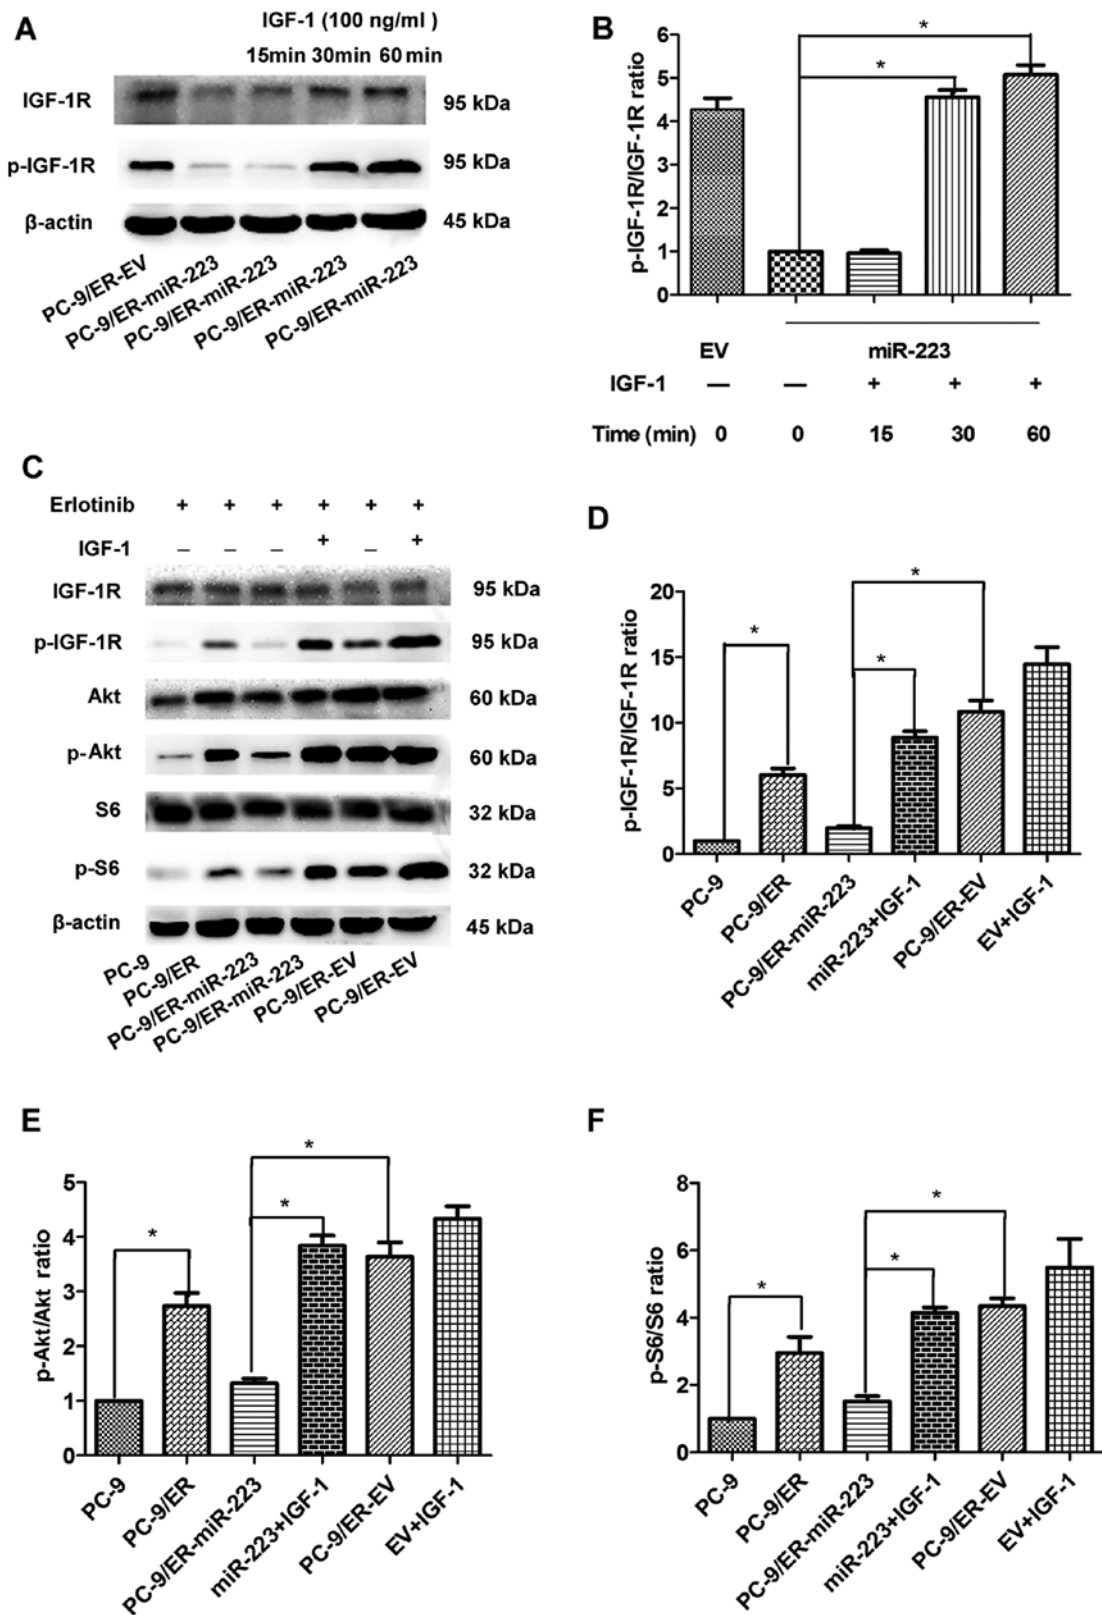 A
IGF-1 (100 ng/ml )
15min 30min 60 min
IGF-1R
95 kDa
p-IGF-1R
95 kDa
β-actin
45 kDa
PC-9/ER-EV
PC-9/ER-miR-223
PC-9/ER-miR-223
PC-9/ER-miR-223
PC-9/ER-miR-223
B
p-IGF-1R/IGF-1R ratio
6
5
4
3
2
1
0
*
*
EV miR-223
IGF-1 — — + + +
Time (min) 0 0 15 30 60
C
Erlotinib + + + + + +
IGF-1 – – – + – +
IGF-1R 95 kDa
p-IGF-1R 95 kDa
Akt 60 kDa
p-Akt 60 kDa
S6 32 kDa
p-S6 32 kDa
β-actin 45 kDa
PC-9
PC-9/ER
PC-9/ER-miR-223
PC-9/ER-miR-223
PC-9/ER-EV
PC-9/ER-EV
D
p-IGF-1R/IGF-1R ratio
20
15
10
5
0
*
*
*
PC-9
PC-9/ER
PC-9/ER-miR-223
miR-223+IGF-1
PC-9/ER-EV
EV+IGF-1
E
p-Akt/Akt ratio
5
4
3
2
1
0
*
*
*
PC-9
PC-9/ER
PC-9/ER-miR-223
miR-223+IGF-1
PC-9/ER-EV
EV+IGF-1
F
p-S6/S6 ratio
8
6
4
2
0
*
*
*
PC-9
PC-9/ER
PC-9/ER-miR-223
miR-223+IGF-1
PC-9/ER-EV
EV+IGF-1